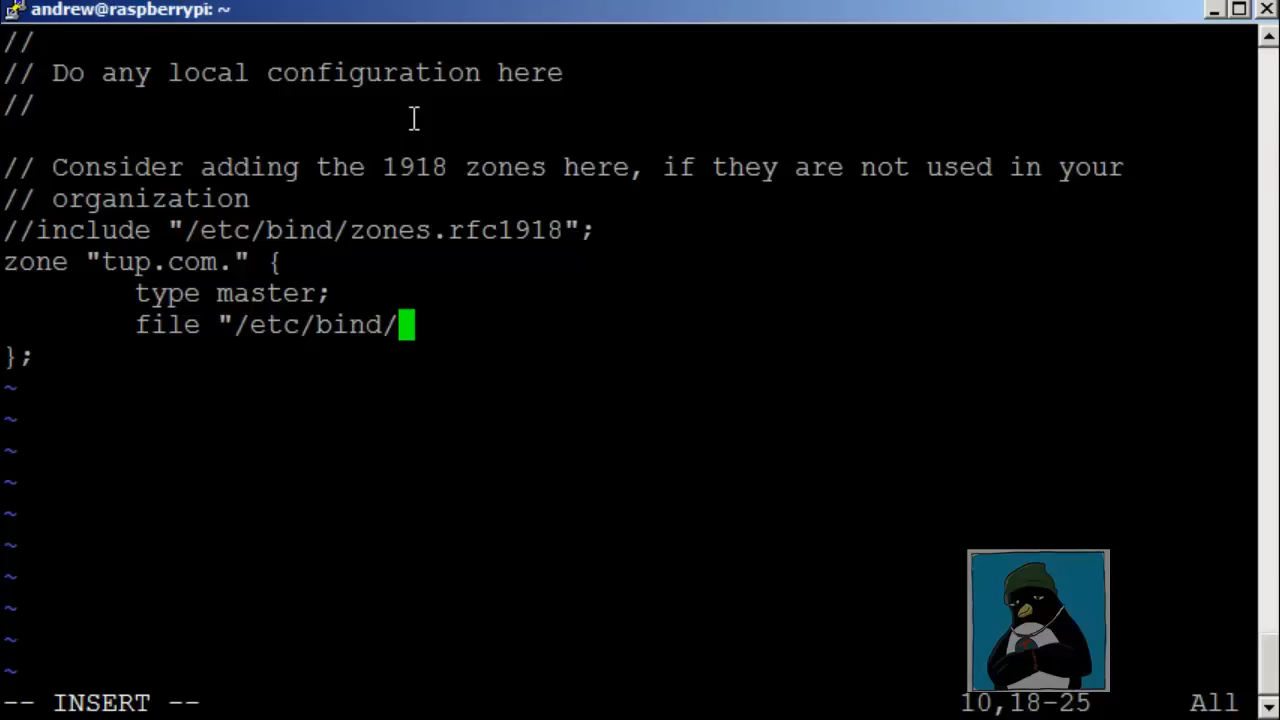 andrew@raspberrypi: ~
//
// Do any local configuration here
//
// Consider adding the 1918 zones here, if they are not used in your
// organization
//include "/etc/bind/zones.rfc1918";
zone "tup.com." {
type master;
file "/etc/bind/
};
~
~
~
~
~
~
~
~
~
~
-- INSERT -- 10,18-25 All